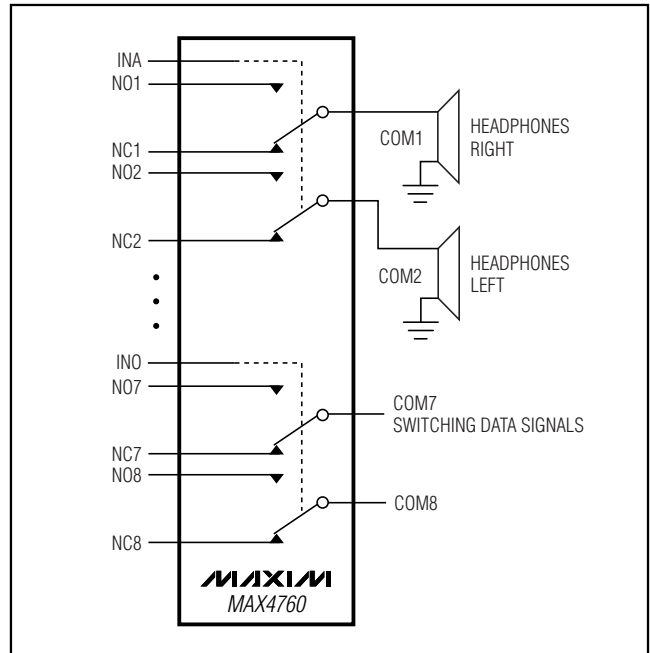 INA
NO1
NC1
NO2
NC2
COM1
HEADPHONES
RIGHT
COM2
HEADPHONES
LEFT
INO
NO7
NC7
NO8
NC8
COM7
SWITCHING DATA SIGNALS
COM8
MAXIM
MAX4760